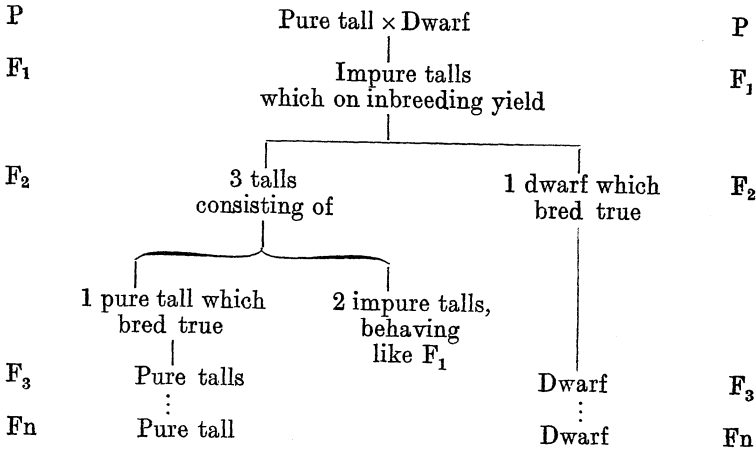 P Pure tall × Dwarf P
F₁ Impure talls F₁
which on inbreeding yield
F₂ 3 talls 1 dwarf which F₂
consisting of bred true
1 pure tall which 2 impure talls,
bred true behaving
like F₁
F₃ Pure talls Dwarf F₃
Fn Pure tall Dwarf Fn